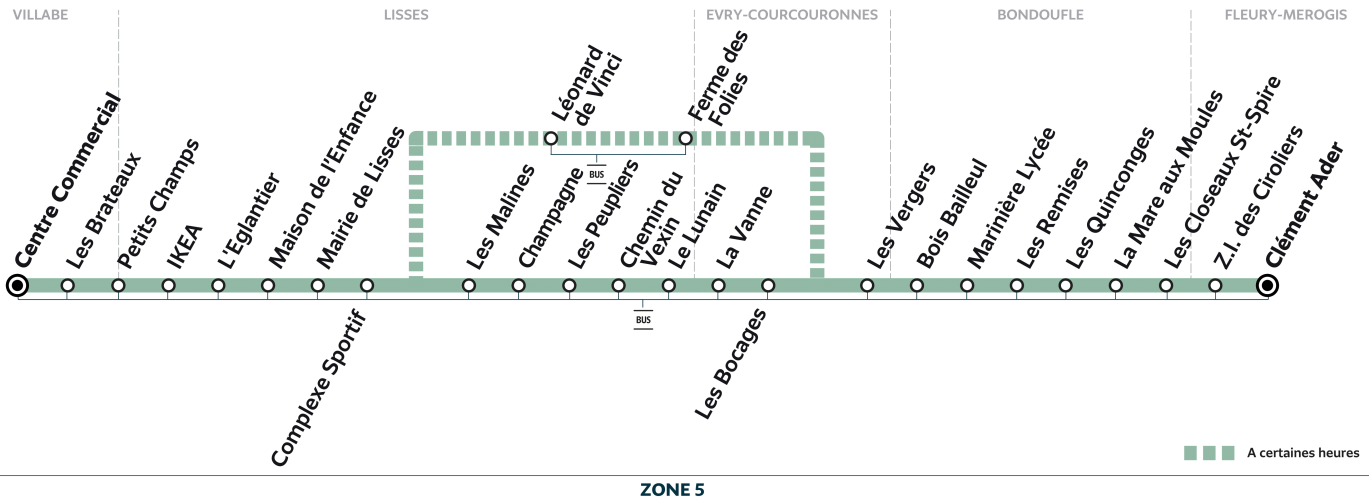 VILLABE
LISSES
EVRY-COURCOURONNES
BONDOUFLE
FLEURY-MEROGIS
Léonard
de Vinci
Ferme des
Folies
BUS
Centre Commercial
Les Brateaux
Petits Champs
IKEA
L'Eglantier
Maison de l'Enfance
Mairie de Lisses
Complexe Sportif
Les Malines
Champagne
Les Peupliers
Chemin du
Vexin
Le Lunain
La Vanne
Les Bocages
Les Vergers
Bois Bailleul
Marinière Lycée
Les Remises
Les Quinconges
La Mare aux Moules
Les Closeaux St-Spire
Z.I. des Ciroliers
Clément Ader
BUS
A certaines heures
ZONE 5